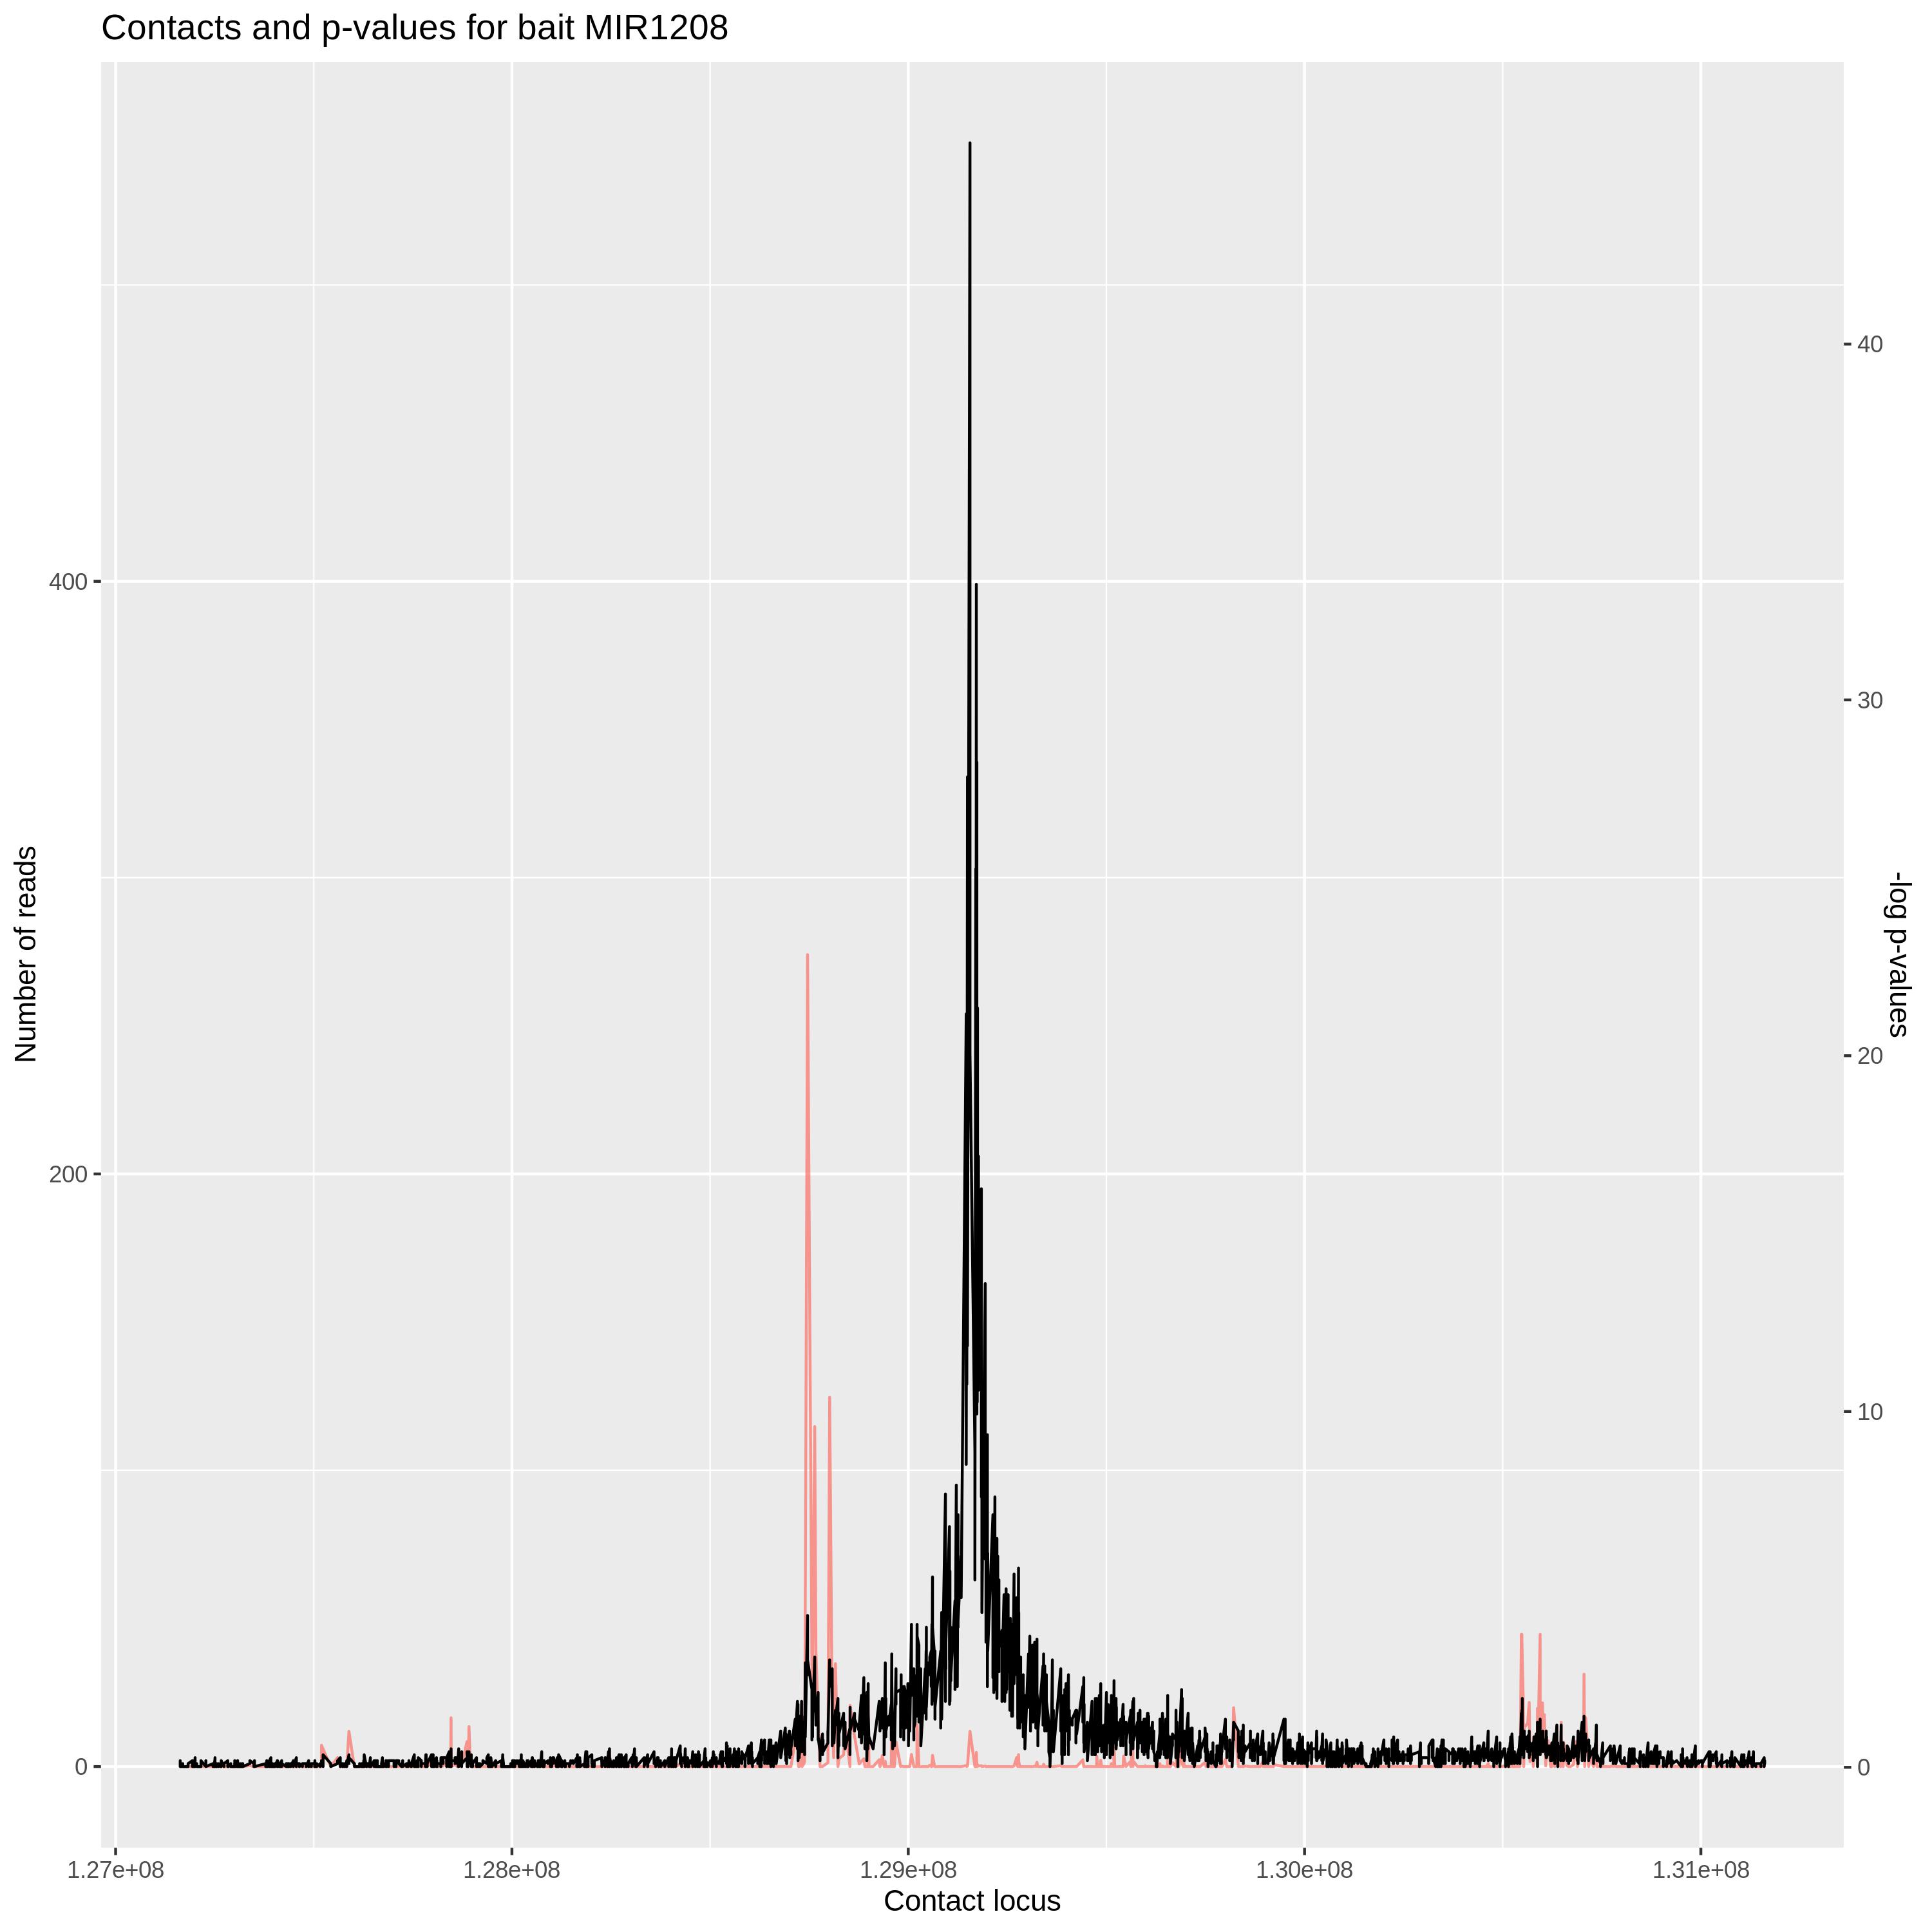 Contacts and p-values for bait MIR1208
Number of reads
400
200
0
-log p-values
40
30
20
10
0
1.27e+08 1.28e+08 1.29e+08 1.30e+08 1.31e+08
Contact locus